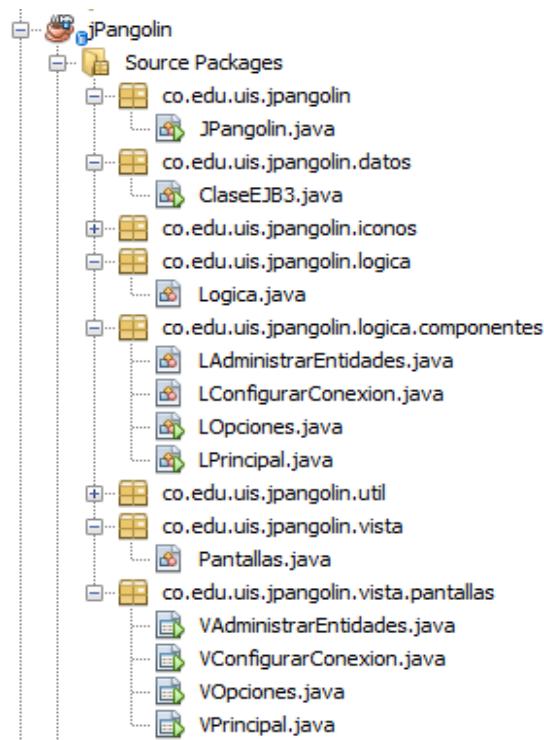 jPangolin
Source Packages
co.edu.uis.jpangolin
JPangolin.java
co.edu.uis.jpangolin.datos
ClaseEJB3.java
co.edu.uis.jpangolin.iconos
co.edu.uis.jpangolin.logica
Logica.java
co.edu.uis.jpangolin.logica.componentes
LAdministrarEntidades.java
LConfigurarConexion.java
LOpciones.java
LPrincipal.java
co.edu.uis.jpangolin.util
co.edu.uis.jpangolin.vista
Pantallas.java
co.edu.uis.jpangolin.vista.pantallas
VAdministrarEntidades.java
VConfigurarConexion.java
VOpciones.java
VPrincipal.java